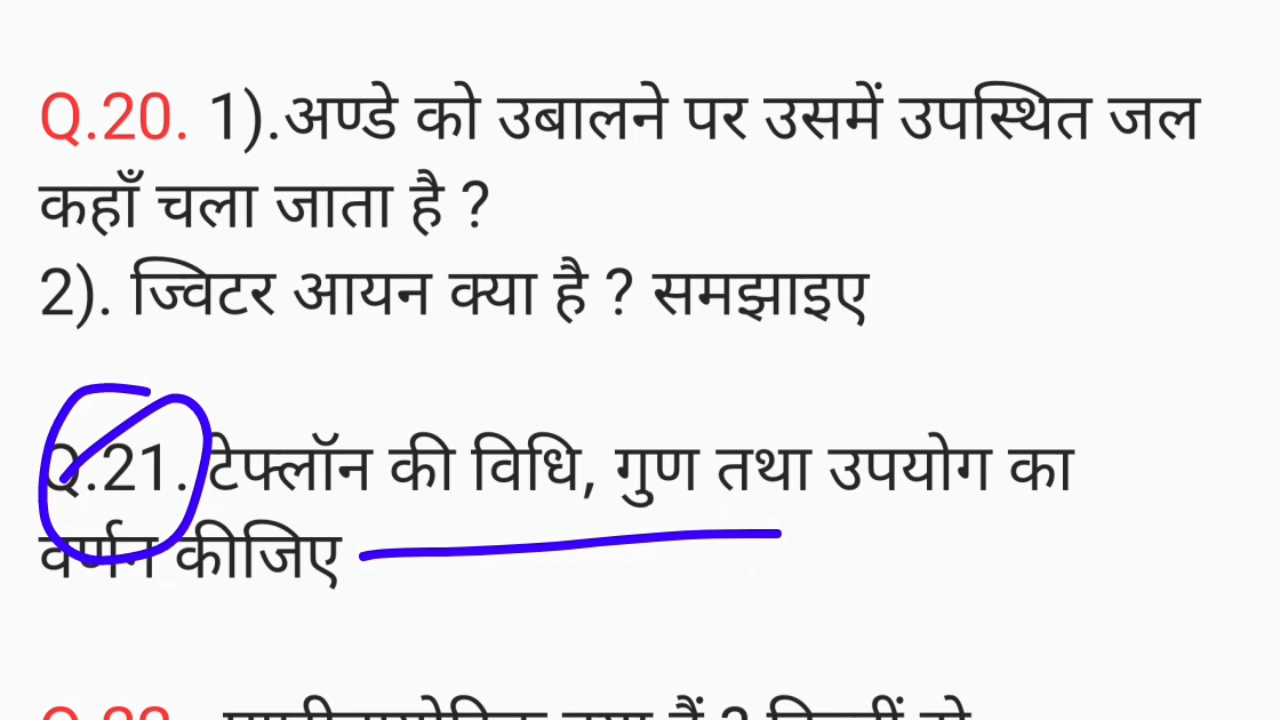 Q.20. 1).अण्डे को उबालने पर उसमें उपस्थित जल
कहाँ चला जाता है ?
2). ज्विटर आयन क्या है ? समझाइए
Q.21. टेफ्लॉन की विधि, गुण तथा उपयोग का
वर्णन कीजिए